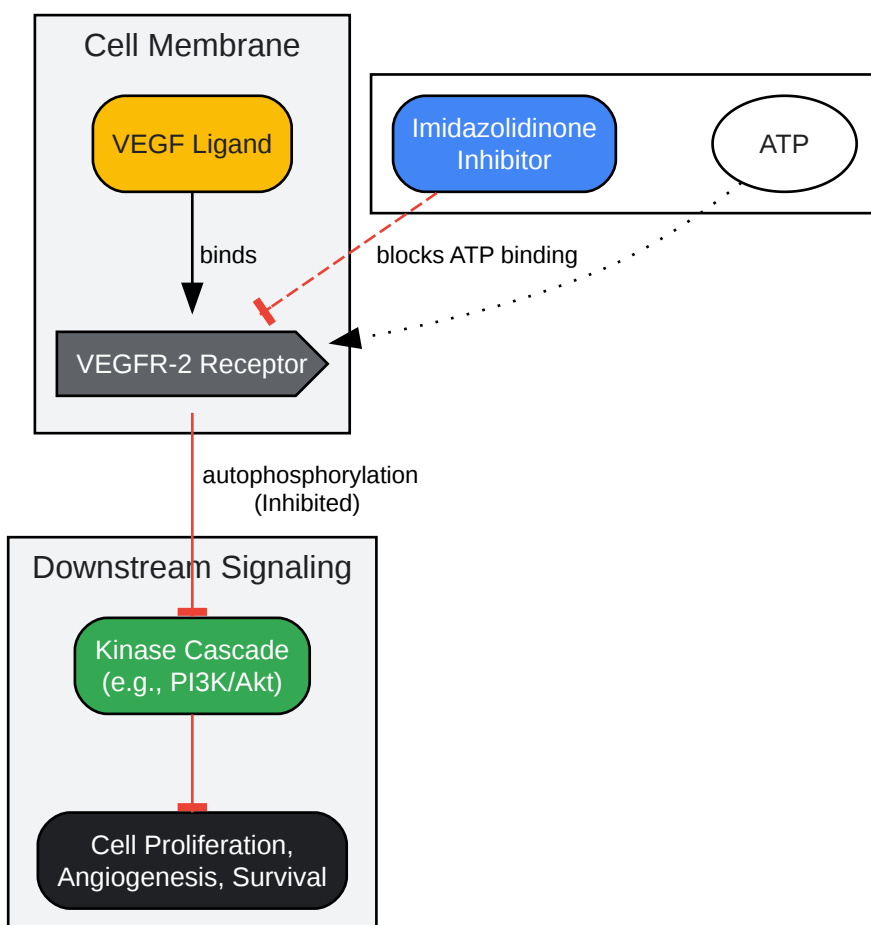 Cell Membrane
VEGF Ligand
Imidazolidinone
Inhibitor
ATP
binds
blocks ATP binding
VEGFR-2 Receptor
autophosphorylation
(Inhibited)
Downstream Signaling
Kinase Cascade
(e.g., PI3K/Akt)
Cell Proliferation,
Angiogenesis, Survival